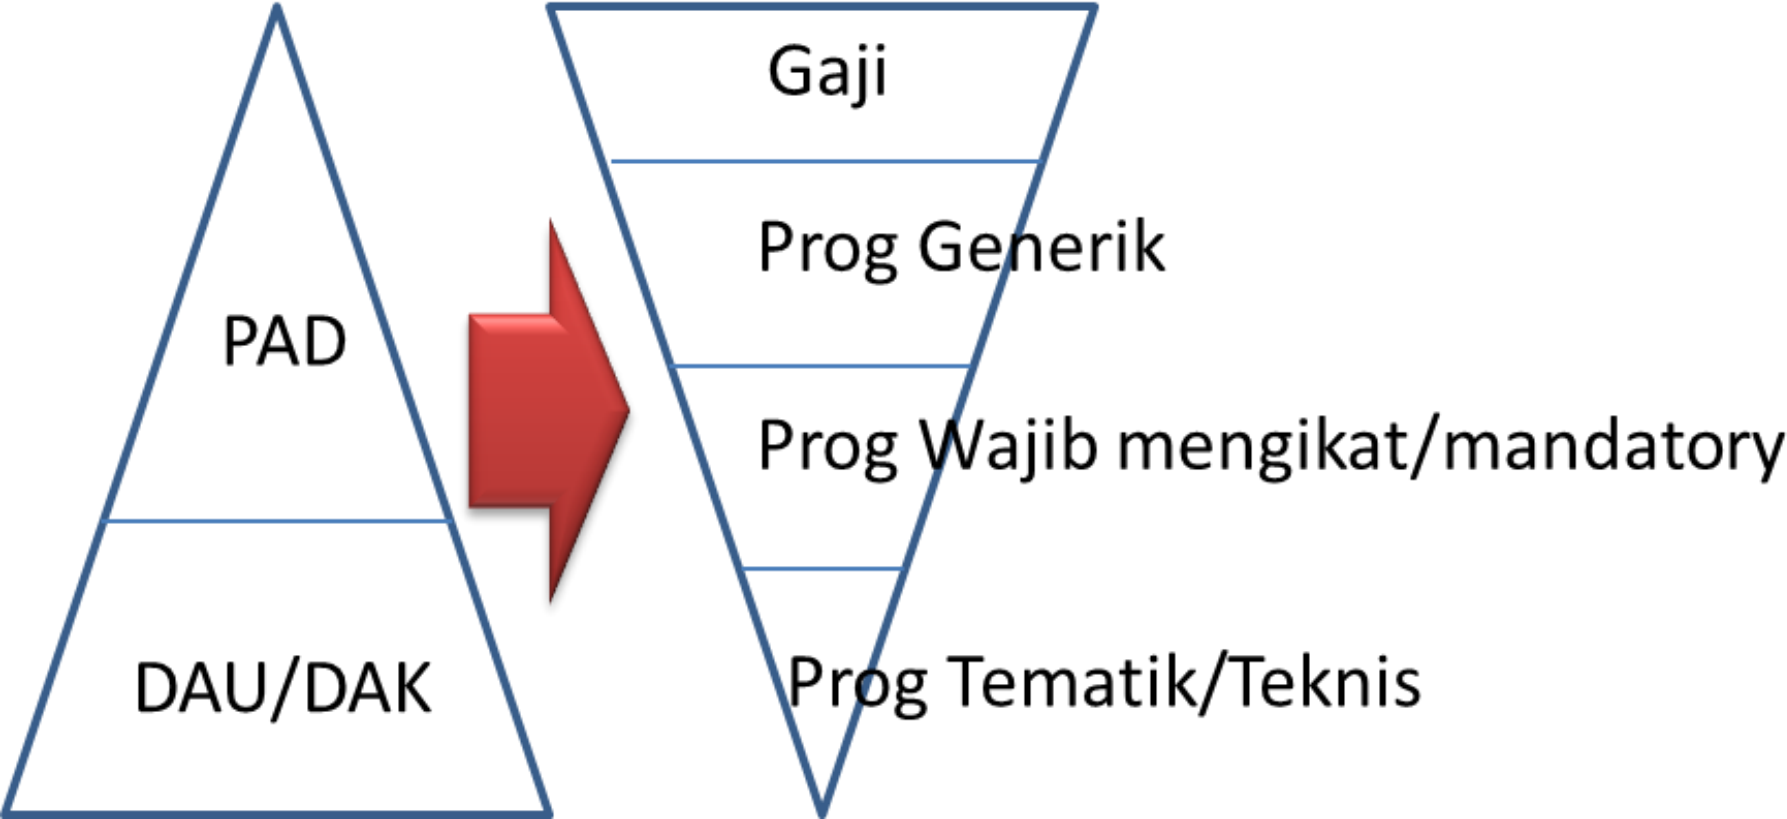 PAD
DAU/DAK
Gaji
Prog Generik
Prog Wajib mengikat/mandatory
Prog Tematik/Teknis